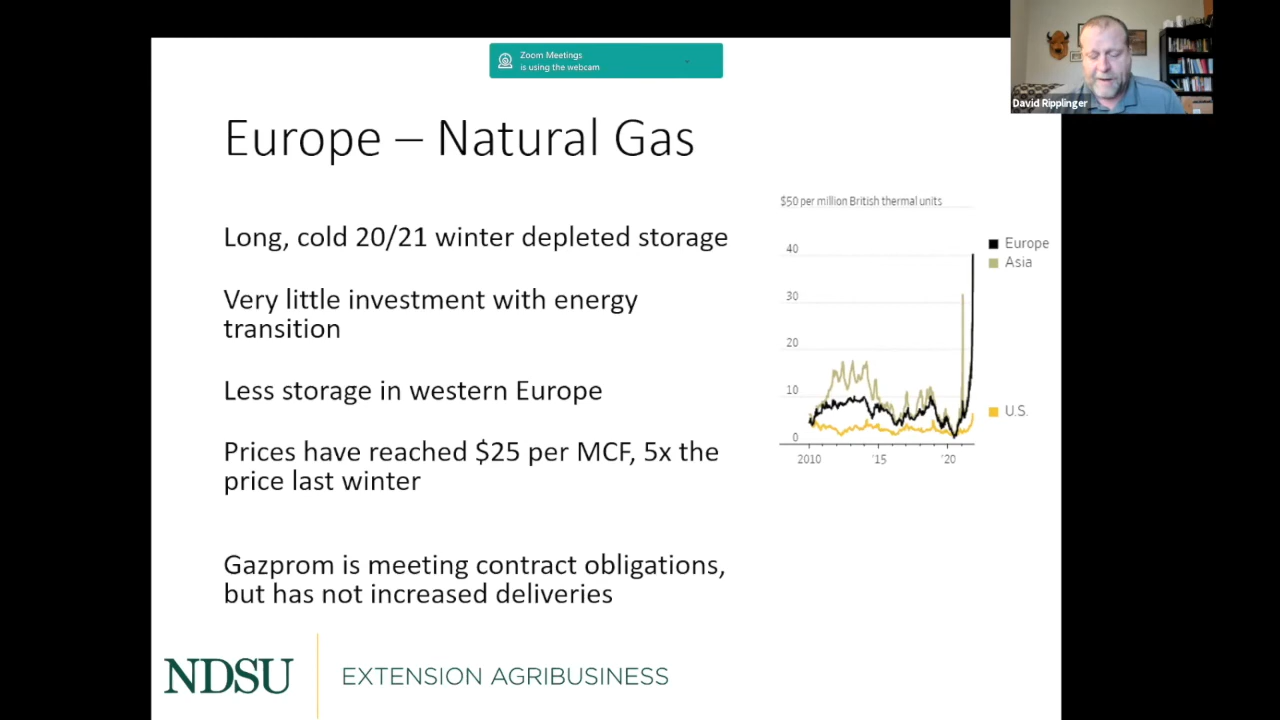 Zoom Meetings
is using the webcam
David Ripplinger
Europe – Natural Gas
Long, cold 20/21 winter depleted storage
Very little investment with energy
transition
Less storage in western Europe
Prices have reached $25 per MCF, 5x the
price last winter
Gazprom is meeting contract obligations,
but has not increased deliveries
$50 per million British thermal units
40
30
20
10
0
2010
'15
'20
Europe
Asia
U.S.
NDSU
EXTENSION AGRIBUSINESS